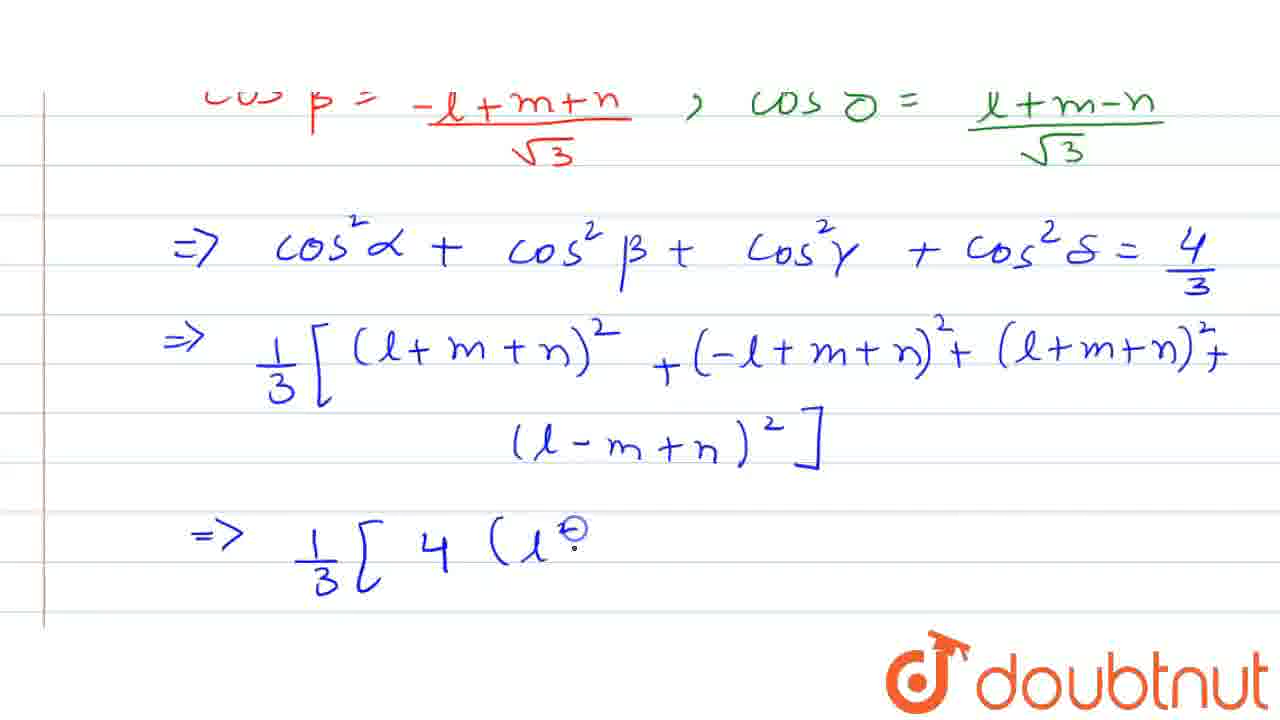 cos β = (-l+m+n)/√3 , cos δ = (l+m-n)/√3
=> cos²α + cos²β + cos²γ + cos²δ = 4/3
=> 1/3 [(l+m+n)² + (-l+m+n)² + (l+m+n)² +
(l-m+n)²]
=> 1/3 [ 4 (l²
doubtnut